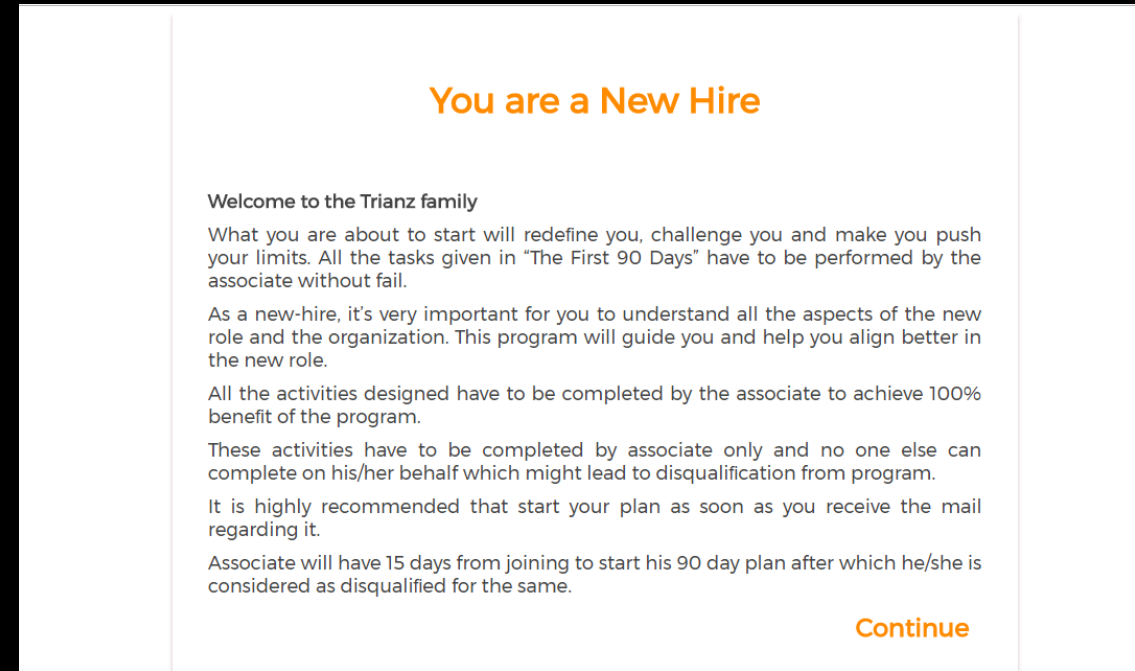 You are a New Hire
Welcome to the Trianz family
What you are about to start will redefine you, challenge you and make you push
your limits. All the tasks given in “The First 90 Days” have to be performed by the
associate without fail.
As a new-hire, it’s very important for you to understand all the aspects of the new
role and the organization. This program will guide you and help you align better in
the new role.
All the activities designed have to be completed by the associate to achieve 100%
benefit of the program.
These activities have to be completed by associate only and no one else can
complete on his/her behalf which might lead to disqualification from program.
It is highly recommended that start your plan as soon as you receive the mail
regarding it.
Associate will have 15 days from joining to start his 90 day plan after which he/she is
considered as disqualified for the same.
Continue